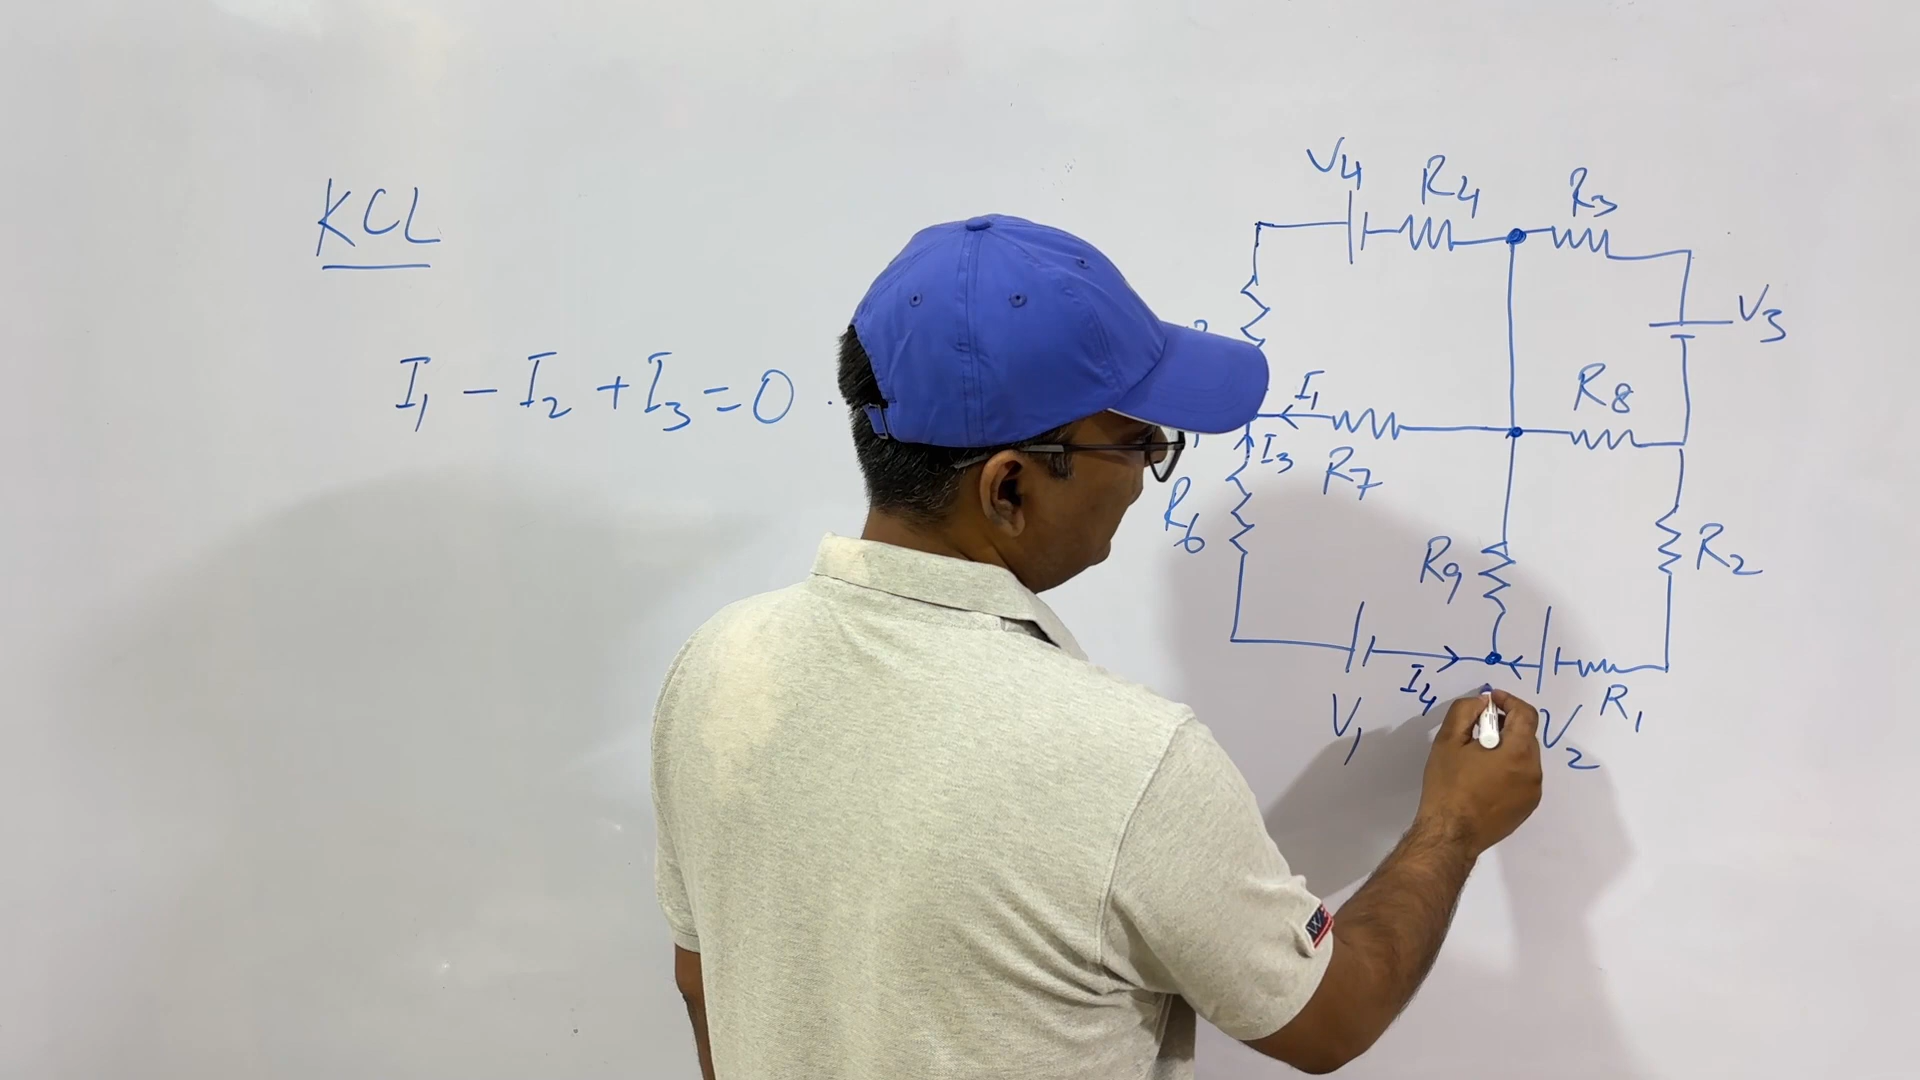 KCL
I₁ - I₂ + I₃ = 0
V₄
R₄
R₃
V₃
I₁
R₈
I₃
R₇
R₆
R₉
R₂
I₄
V₁
V₂
R₁